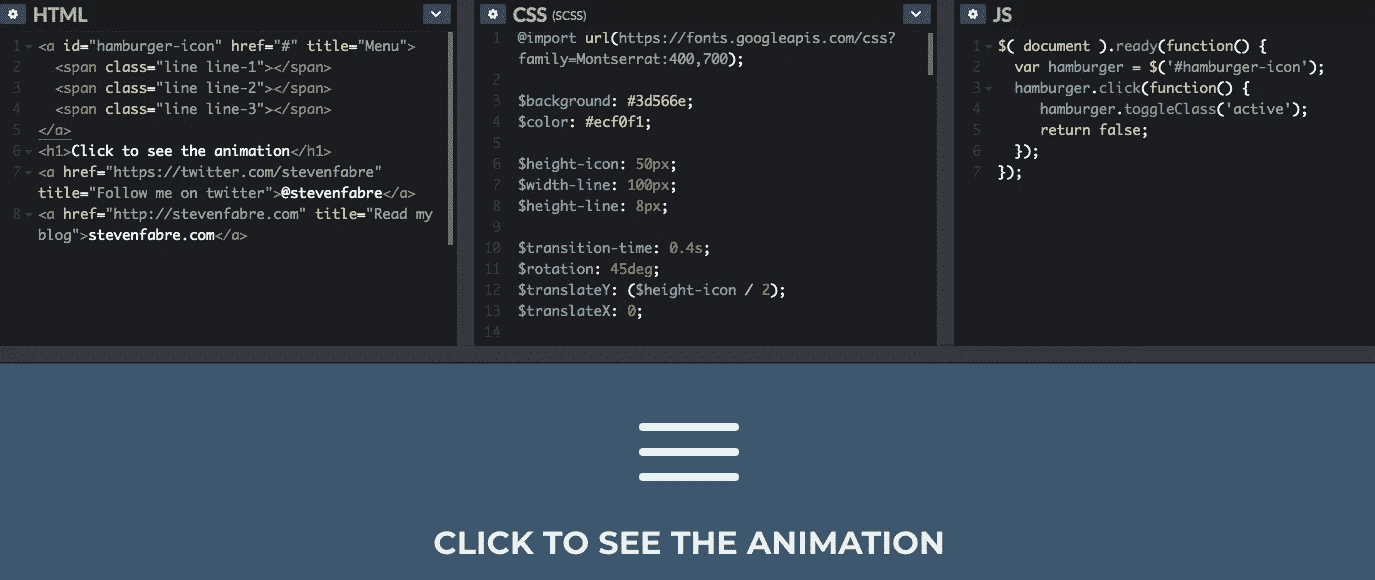 HTML
1 <a id="hamburger-icon" href="#" title="Menu">
2 <span class="line line-1"></span>
3 <span class="line line-2"></span>
4 <span class="line line-3"></span>
5 </a>
6 <h1>Click to see the animation</h1>
7 <a href="https://twitter.com/stevenfabre"
title="Follow me on twitter">@stevenfabre</a>
8 <a href="http://stevenfabre.com" title="Read my
blog">stevenfabre.com</a>
CSS (SCSS)
1 @import url(https://fonts.googleapis.com/css?
family=Montserrat:400,700);
2
3 $background: #3d566e;
4 $color: #ecf0f1;
5
6 $height-icon: 50px;
7 $width-line: 100px;
8 $height-line: 8px;
9
10 $transition-time: 0.4s;
11 $rotation: 45deg;
12 $translateY: ($height-icon / 2);
13 $translateX: 0;
14
JS
1 $( document ).ready(function() {
2 var hamburger = $('#hamburger-icon');
3 hamburger.click(function() {
4 hamburger.toggleClass('active');
5 return false;
6 });
7 });
CLICK TO SEE THE ANIMATION